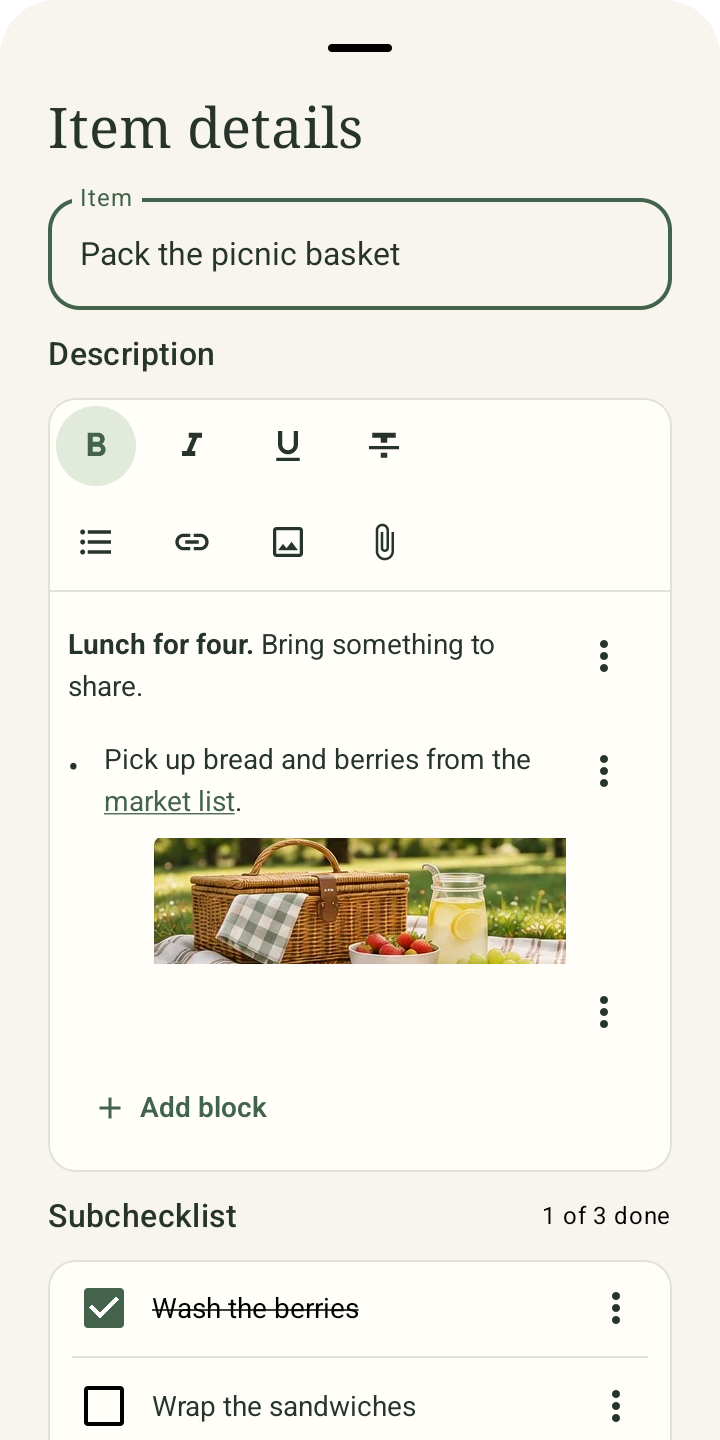 Item details
Item
Pack the picnic basket
Description
B I U
Lunch for four. Bring something to
share.
• Pick up bread and berries from the
market list.
+ Add block
Subchecklist
1 of 3 done
Wash the berries
Wrap the sandwiches